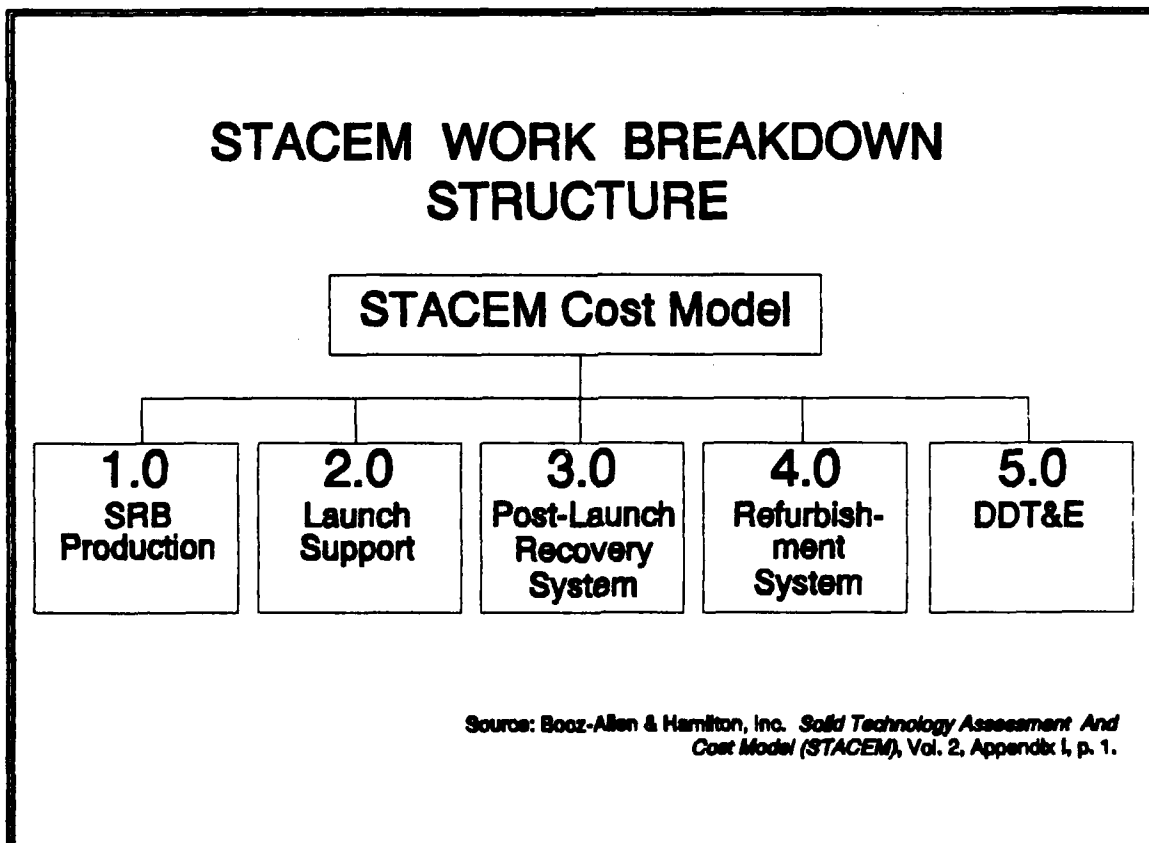 STACEM WORK BREAKDOWN
STRUCTURE
STACEM Cost Model
1.0
SRB
Production
2.0
Launch
Support
3.0
Post-Launch
Recovery
System
4.0
Refurbish-
ment
System
5.0
DDT&E
Source: Booz-Allen & Hamilton, Inc. Solid Technology Assessment And
Cost Model (STACEM), Vol. 2, Appendix I, p. 1.